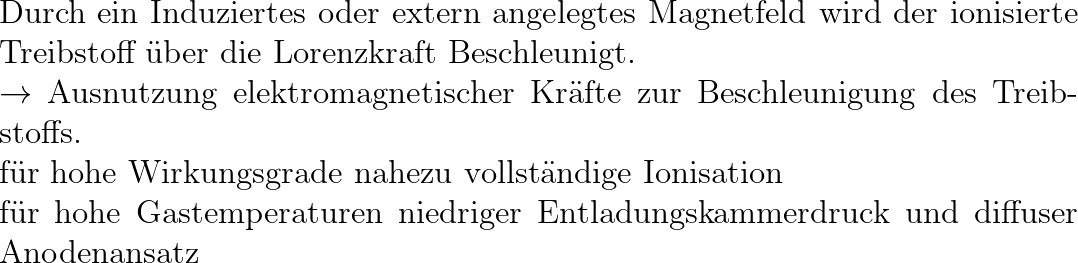 Durch ein Induziertes oder extern angelegtes Magnetfeld wird der ionisierte
Treibstoff über die Lorenzkraft Beschleunigt.
→ Ausnutzung elektromagnetischer Kräfte zur Beschleunigung des Treib-
stoffs.
für hohe Wirkungsgrade nahezu vollständige Ionisation
für hohe Gastemperaturen niedriger Entladungskammerdruck und diffuser
Anodenansatz